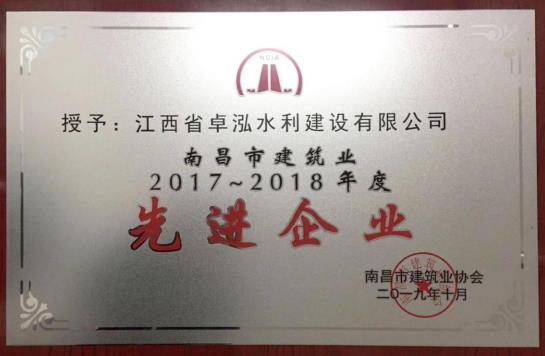 NCIA
授予：江西省卓泓水利建设有限公司
南昌市建筑业
2017~2018年度
先进企业
南昌市建筑业协会
二〇一九年十月